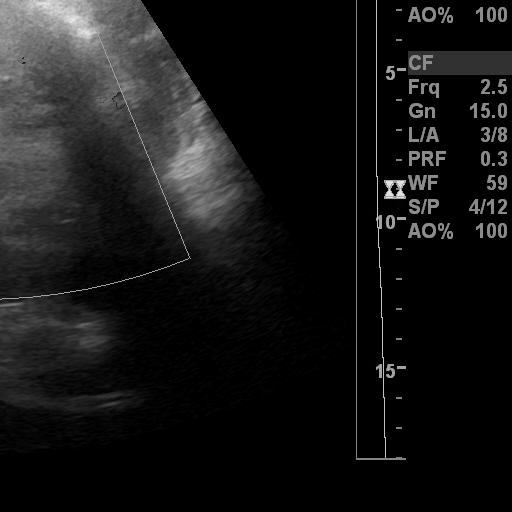 AO% 100
5
CF
Frq 2.5
Gn 15.0
L/A 3/8
PRF 0.3
WF 59
S/P 4/12
10
AO% 100
15